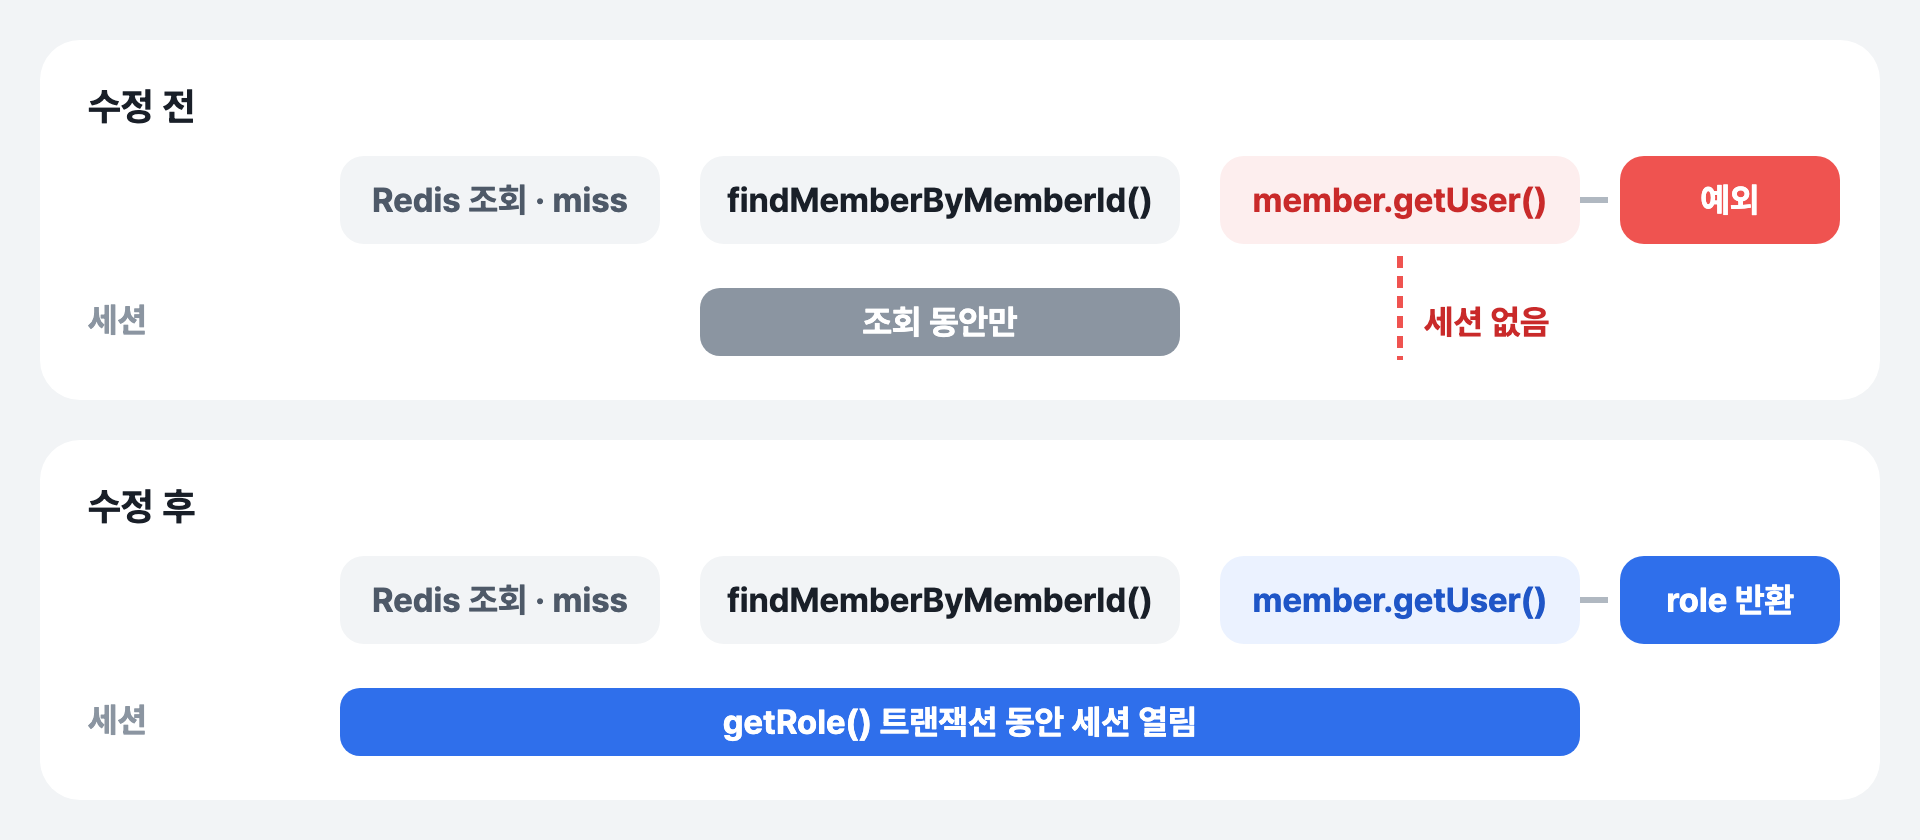 수정 전
Redis 조회 · miss
findMemberByMemberId()
member.getUser()
예외
세션
조회 동안만
세션 없음
수정 후
Redis 조회 · miss
findMemberByMemberId()
member.getUser()
role 반환
세션
getRole() 트랜잭션 동안 세션 열림